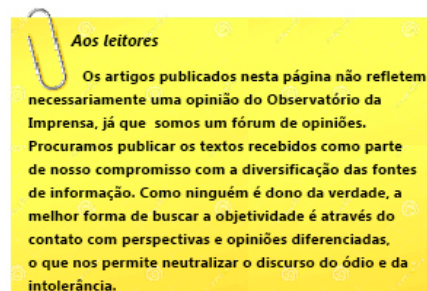 Aos leitores
Os artigos publicados nesta página não refletem
necessariamente uma opinião do Observatório da
Imprensa, já que somos um fórum de opiniões.
Procuramos publicar os textos recebidos como parte
de nosso compromisso com a diversificação das fontes
de informação. Como ninguém é dono da verdade, a
melhor forma de buscar a objetividade é através do
contato com perspectivas e opiniões diferenciadas,
o que nos permite neutralizar o discurso do ódio e da
intolerância.